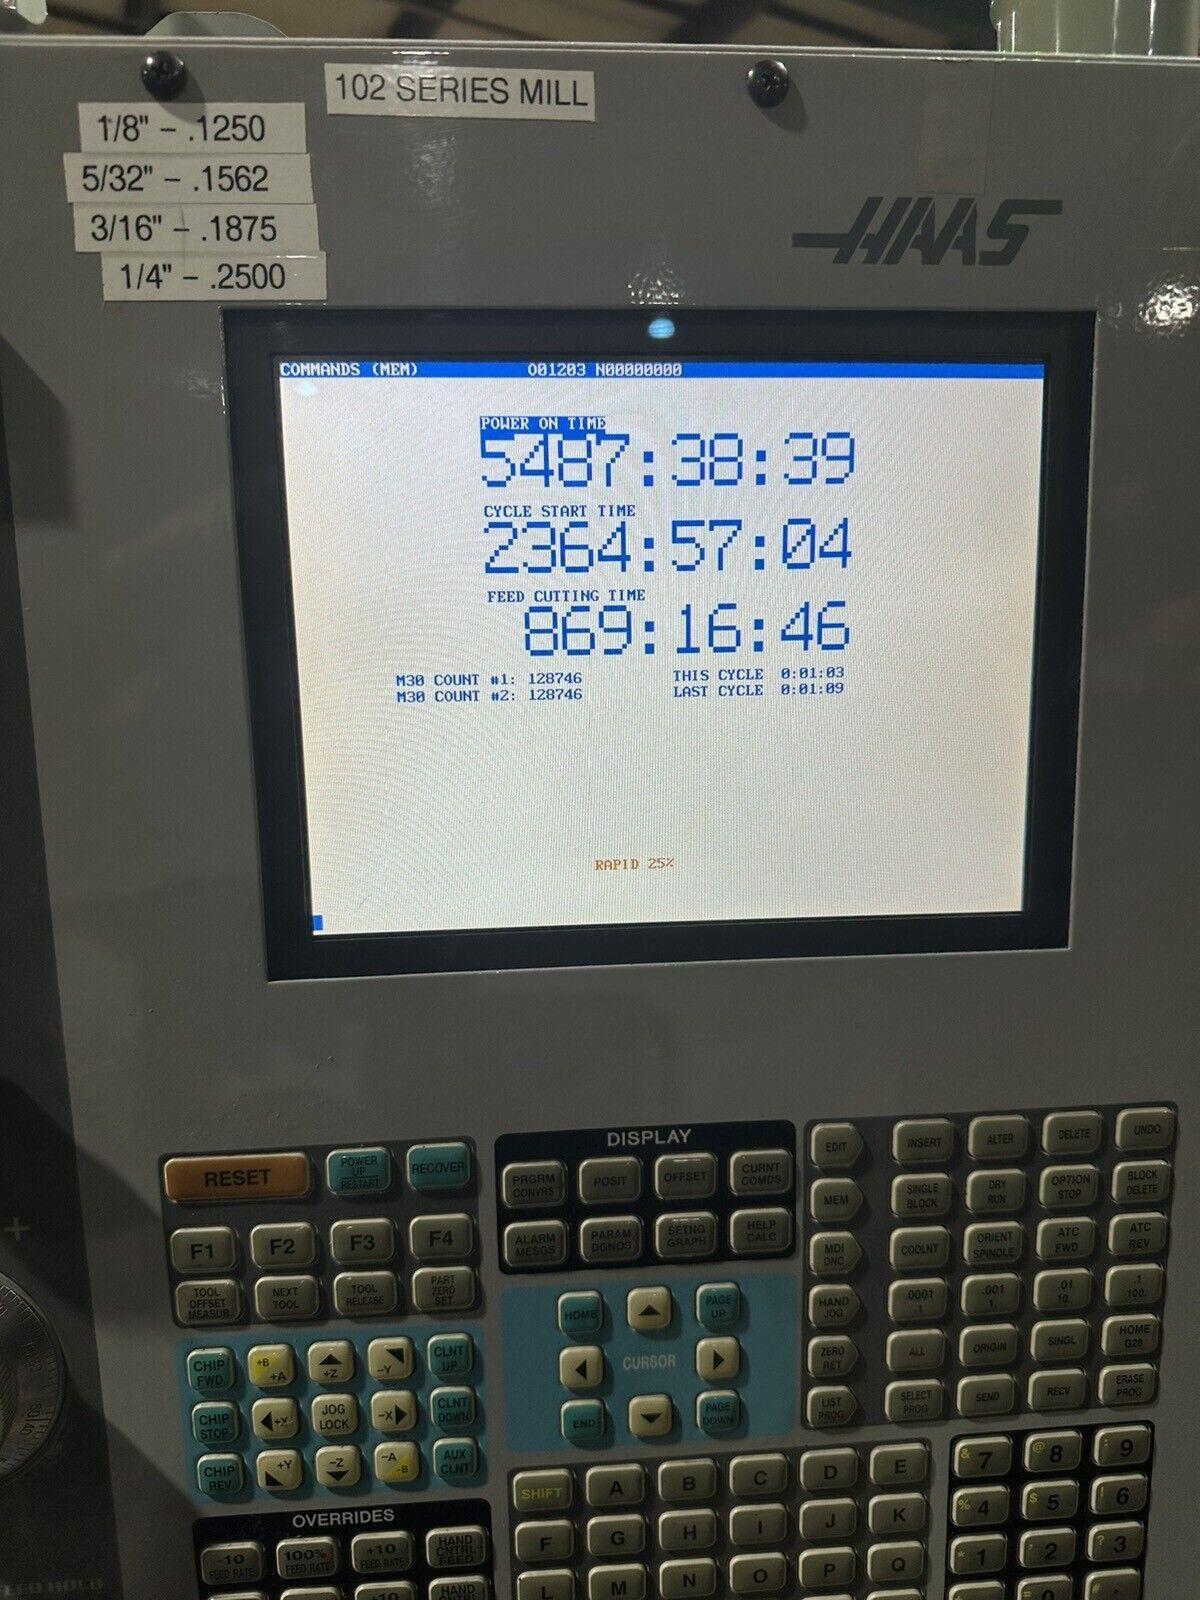 102 SERIES MILL
1/8" - .1250
5/32" - .1562
3/16" - .1875
1/4" - .2500
HAAS
COMMANDS (MEM) O01203 N00000000
POWER ON TIME
5487:38:39
CYCLE START TIME
2364:57:04
FEED CUTTING TIME
869:16:46
M30 COUNT #1: 128746 THIS CYCLE 0:01:03
M30 COUNT #2: 128746 LAST CYCLE 0:01:09
RAPID 25%
RESET POWER UP RESTART RECOVER
F1 F2 F3 F4
TOOL OFFSET MEASUR NEXT TOOL TOOL RELEASE PART ZERO SET
CHIP FWD +B +A +Z -Y CLNT UP
CHIP STOP +X JOG LOCK -X CLNT DOWN
CHIP REV +Y -Z -A -B AUX CLNT
OVERRIDES
-10 FEED RATE 100% FEED RATE +10 FEED RATE HAND CNTRL FEED
+10 HAND
DISPLAY
PRGRM CONVRS POSIT OFFSET CURNT COMDS
ALARM MESGS PARAM DGNOS SETNG GRAPH HELP CALC
HOME PAGE UP
CURSOR
END PAGE DOWN
EDIT INSERT ALTER DELETE UNDO
MEM SINGLE BLOCK DRY RUN OPTION STOP BLOCK DELETE
MDI DNC COOLNT ORIENT SPINDLE ATC FWD ATC REV
HAND JOG .0001 .1 .001 1. .01 10. .1 100.
ZERO RET ALL ORIGIN SINGL HOME G28
LIST PROG SELECT PROG SEND RECV ERASE PROG
SHIFT A B C D E
F G H I J K
L M N O P Q
& 7 @ 8 9
% 4 $ 5 ! 6
1 2 ? 3
FEED HOLD